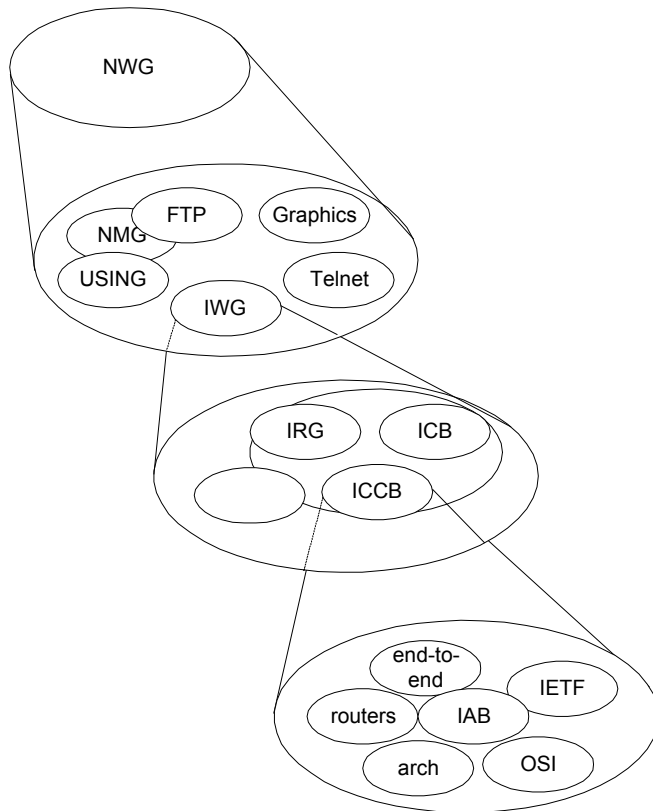 NWG
FTP
Graphics
NMG
USING
Telnet
IWG
IRG
ICB
ICCB
end-to-
end
IETF
routers
IAB
arch
OSI